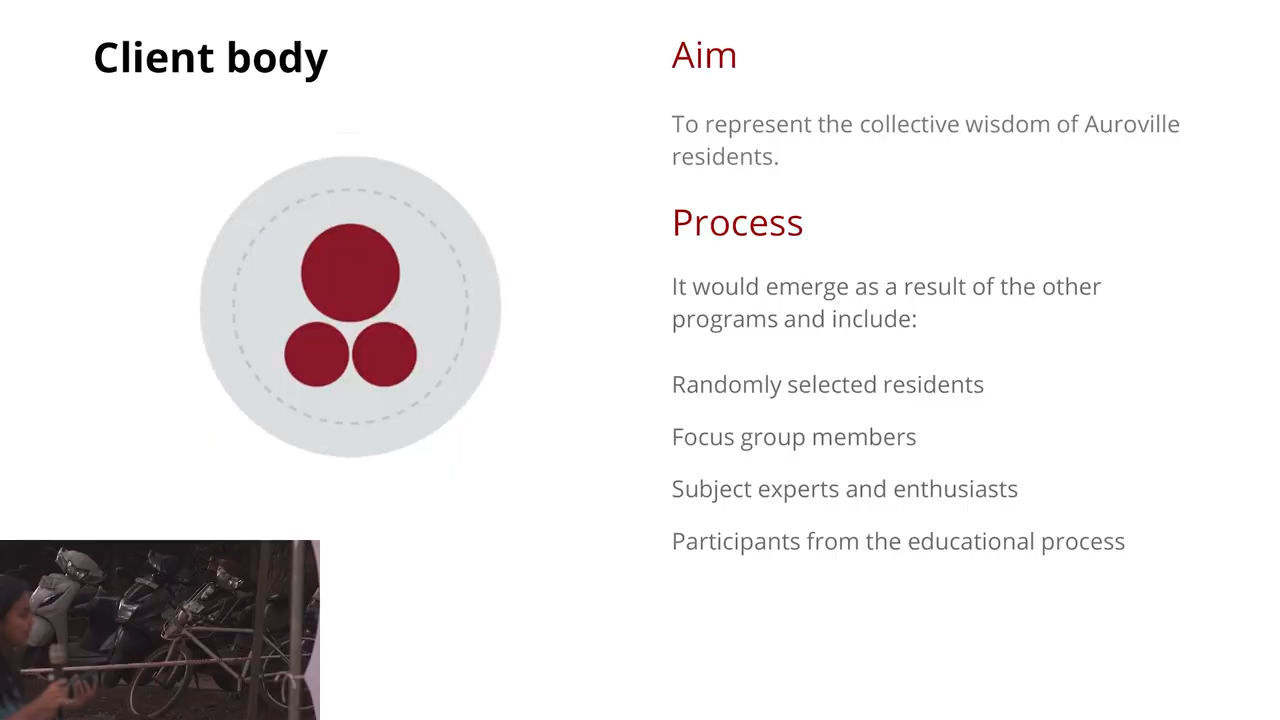 Client body
Aim
To represent the collective wisdom of Auroville
residents.
Process
It would emerge as a result of the other
programs and include:
Randomly selected residents
Focus group members
Subject experts and enthusiasts
Participants from the educational process